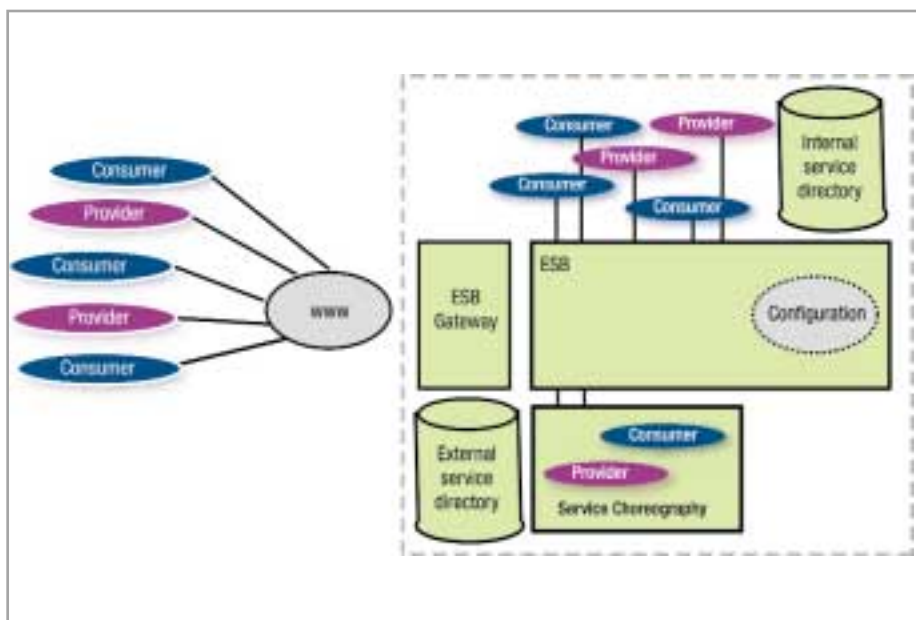 Consumer
Provider
Consumer
Provider
Consumer
www
Consumer
Provider
Provider
Consumer
Consumer
Internal
service
directory
ESB
Gateway
ESB
Configuration
External
service
directory
Consumer
Provider
Service Choreography